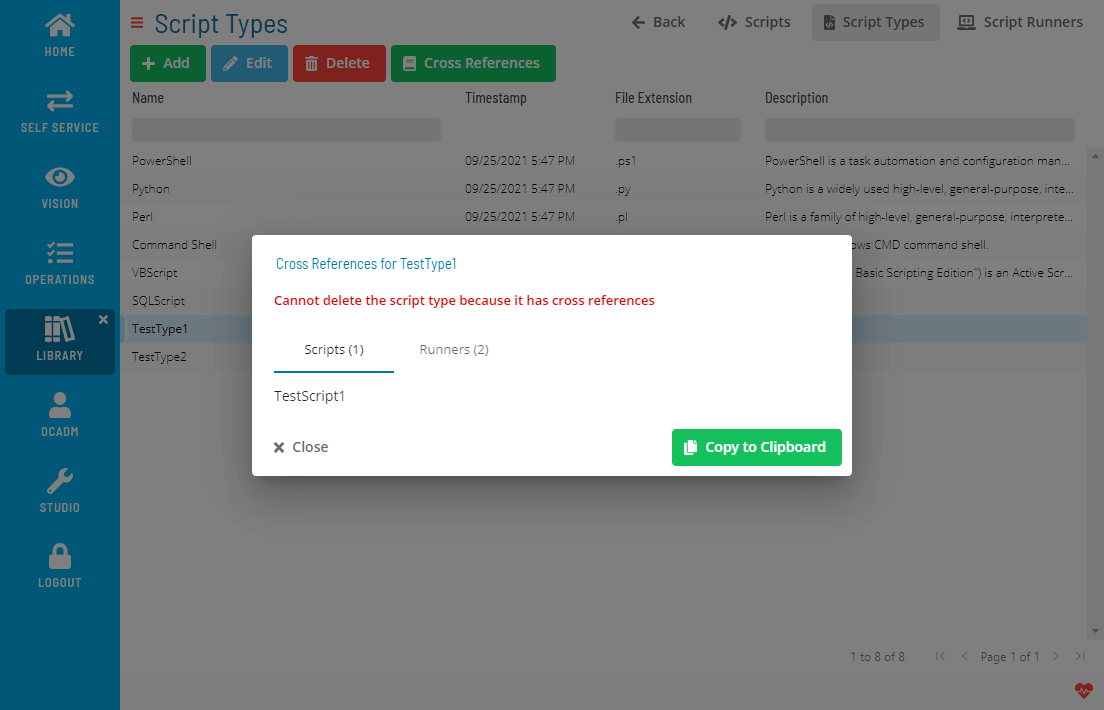 HOME
SELF SERVICE
VISION
OPERATIONS
LIBRARY
OCADM
STUDIO
LOGOUT
Script Types
Back
Scripts
Script Types
Script Runners
Add
Edit
Delete
Cross References
Name Timestamp File Extension Description
PowerShell 09/25/2021 5:47 PM .ps1 PowerShell is a task automation and configuration man...
Python 09/25/2021 5:47 PM .py Python is a widely used high-level, general-purpose, inte...
Perl 09/25/2021 5:47 PM .pl Perl is a family of high-level, general-purpose, interprete...
Command Shell ows CMD command shell.
VBScript Basic Scripting Edition") is an Active Scr...
SQLScript
TestType1
TestType2
Cross References for TestType1
Cannot delete the script type because it has cross references
Scripts (1) Runners (2)
TestScript1
Close
Copy to Clipboard
1 to 8 of 8 Page 1 of 1